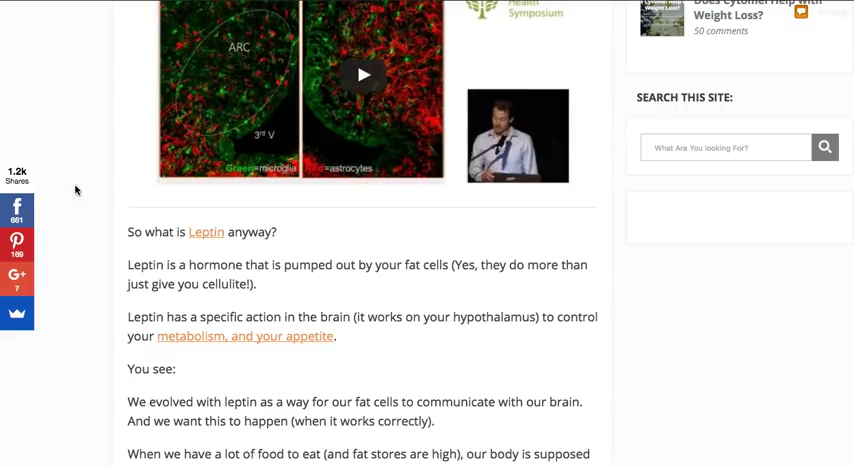 Health
Symposium
ARC
3rd V
Green=microglia
=astrocytes
Does Cytomel Help With
Weight Loss?
50 comments
SEARCH THIS SITE:
What Are You looking For?
1.2k
Shares
661
169
G+
7
So what is Leptin anyway?
Leptin is a hormone that is pumped out by your fat cells (Yes, they do more than
just give you cellulite!).
Leptin has a specific action in the brain (it works on your hypothalamus) to control
your metabolism, and your appetite.
You see:
We evolved with leptin as a way for our fat cells to communicate with our brain.
And we want this to happen (when it works correctly).
When we have a lot of food to eat (and fat stores are high), our body is supposed